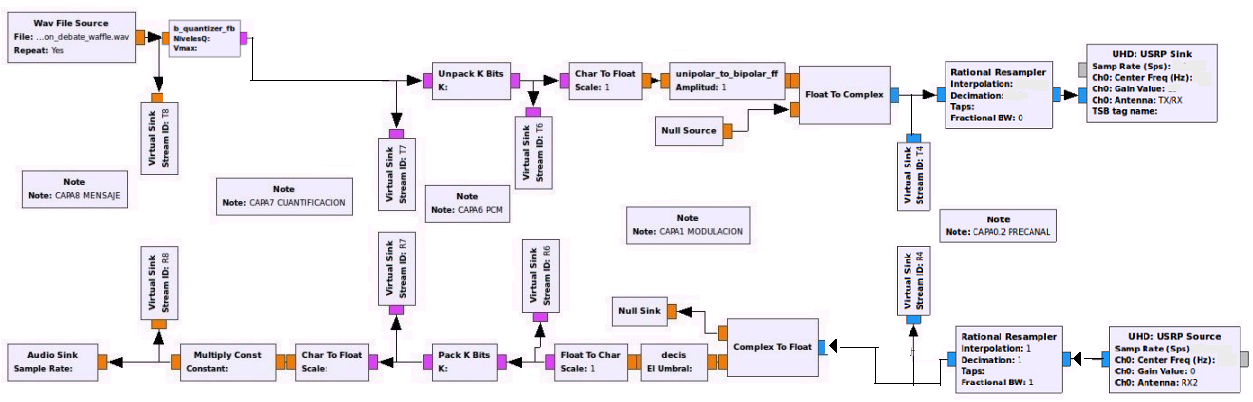 Wav File Source
File: ...on_debate_waffle.wav
Repeat: Yes
b_quantizer_fb
NivelesQ:
Vmax:
Unpack K Bits
K:
Char To Float
Scale: 1
unipolar_to_bipolar_ff
Amplitud: 1
Null Source
Float To Complex
Rational Resampler
Interpolation:
Decimation:
Taps:
Fractional BW: 0
UHD: USRP Sink
Samp Rate (Sps):
Ch0: Center Freq (Hz):
Ch0: Gain Value:
Ch0: Antenna: TX/RX
TSB tag name:
Virtual Sink
Stream ID: T8
Virtual Sink
Stream ID: T7
Virtual Sink
Stream ID: T6
Virtual Sink
Stream ID: T4
Note
Note: CAPA8 MENSAJE
Note
Note: CAPA7 CUANTIFICACION
Note
Note: CAPA6 PCM
Note
Note: CAPA1 MODULACION
Note
Note: CAPA0.2 PRECANAL
Virtual Sink
Stream ID: R8
Virtual Sink
Stream ID: R7
Virtual Sink
Stream ID: R6
Virtual Sink
Stream ID: R4
Audio Sink
Sample Rate:
Multiply Const
Constant:
Char To Float
Scale:
Pack K Bits
K:
Float To Char
Scale: 1
decis
El Umbral:
Null Sink
Complex To Float
Rational Resampler
Interpolation: 1
Decimation: 1
Taps:
Fractional BW: 1
UHD: USRP Source
Samp Rate (Sps)
Ch0: Center Freq (Hz):
Ch0: Gain Value: 0
Ch0: Antenna: RX2